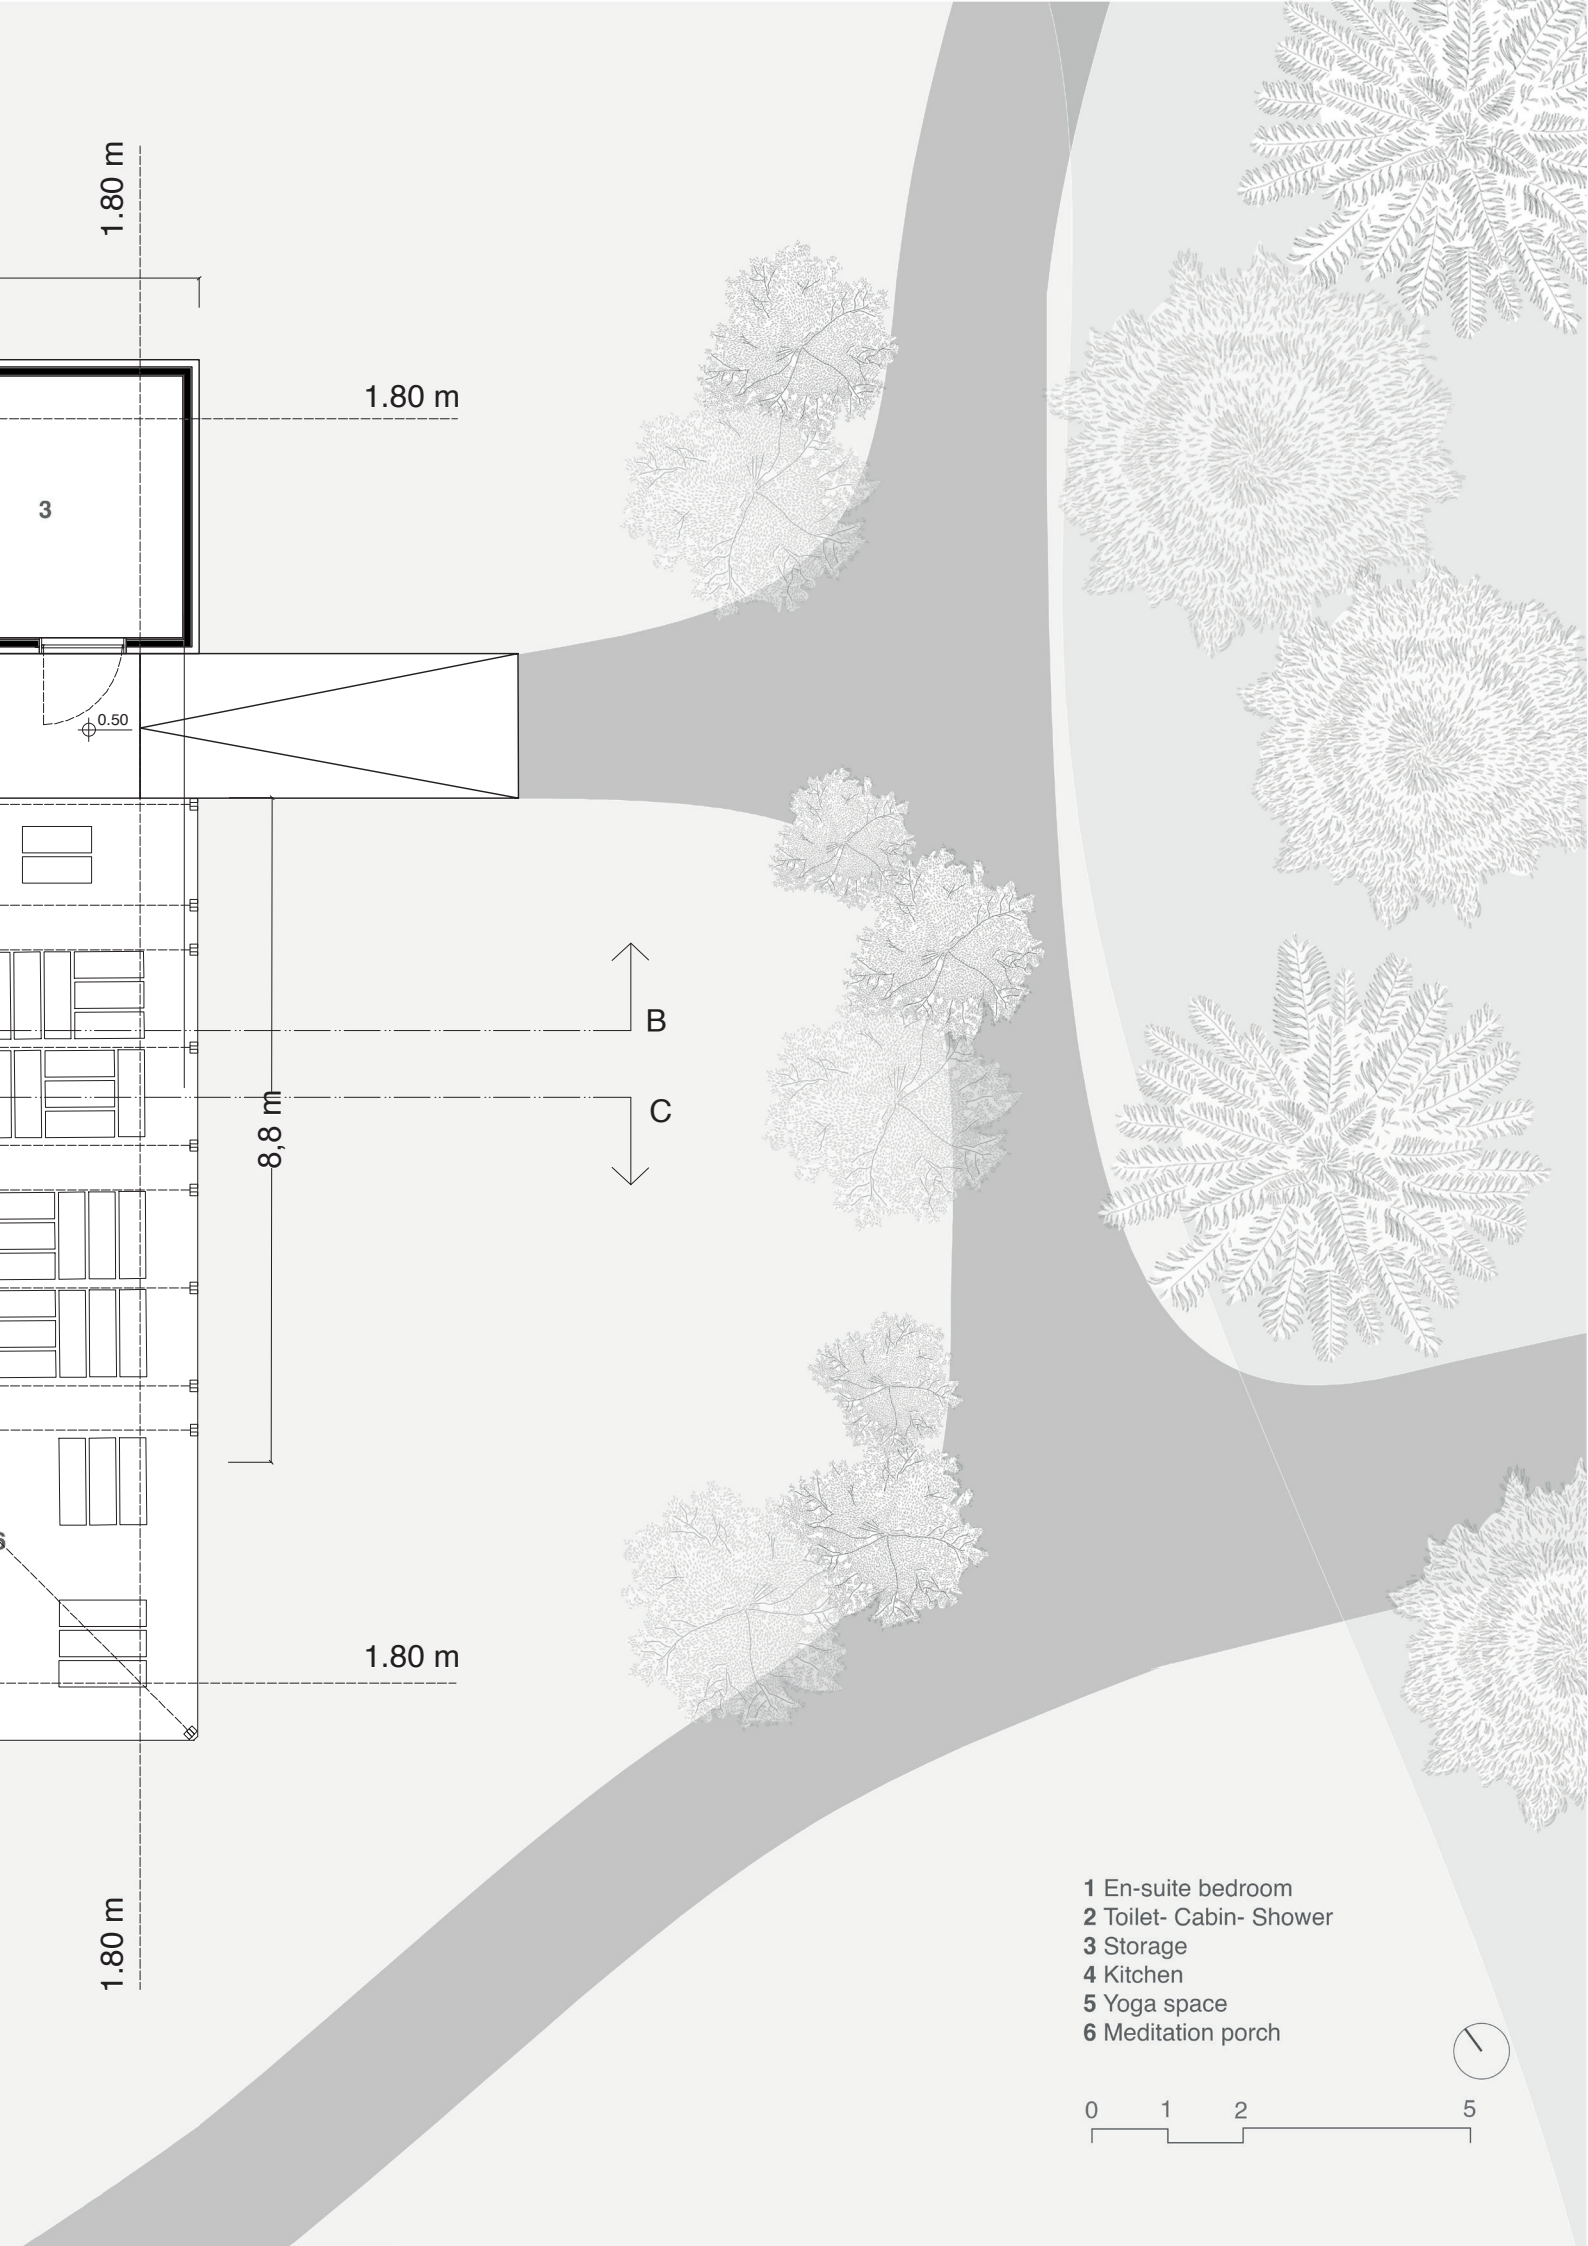 1.80 m
1.80 m
3
0.50
B
C
8,8 m
6
1.80 m
1.80 m
1 En-suite bedroom
2 Toilet- Cabin- Shower
3 Storage
4 Kitchen
5 Yoga space
6 Meditation porch
0 1 2 5